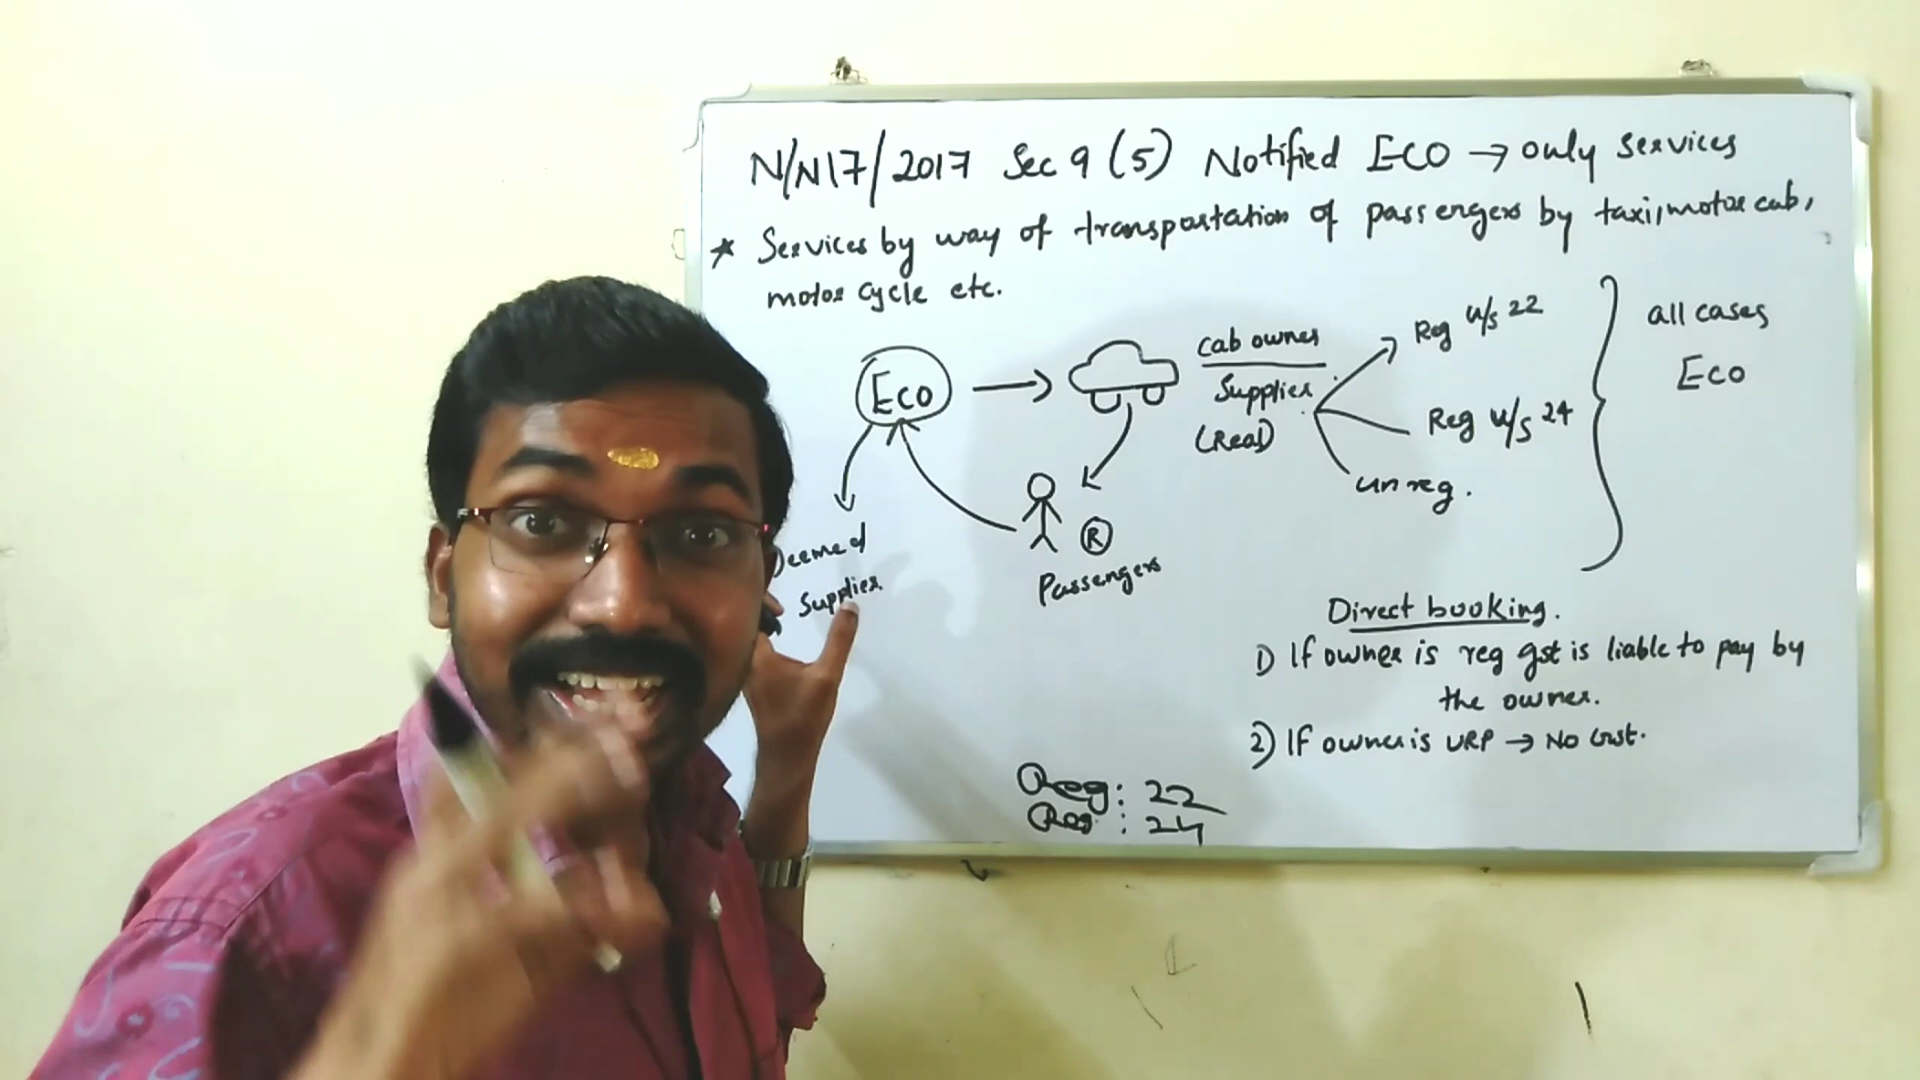 N/N17/2017 Sec 9 (5) Notified ECO → only services
* Services by way of transportation of passengers by taxi, motor cab,
motor cycle etc.
Eco
cab owner
Supplier
(Real)
Reg u/s 22
Reg u/s 24
unreg.
all cases
Eco
Deemed
Supplier
R
Passengers
Direct booking.
1) If owner is reg gst is liable to pay by
the owner.
2) If owner is URP → No Gst.
Reg : 22
Reg : 24